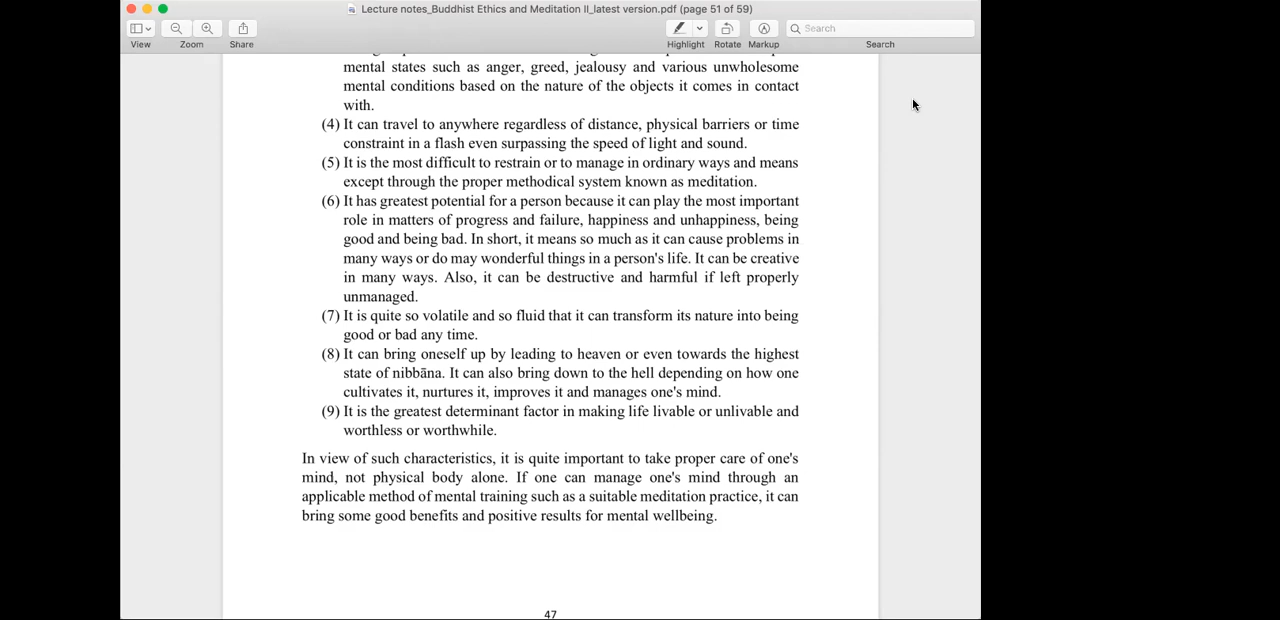 Lecture notes_Buddhist Ethics and Meditation II_latest version.pdf (page 51 of 59)
Search
View
Zoom
Share
Highlight
Rotate
Markup
Search
mental states such as anger, greed, jealousy and various unwholesome
mental conditions based on the nature of the objects it comes in contact
with.
(4) It can travel to anywhere regardless of distance, physical barriers or time
constraint in a flash even surpassing the speed of light and sound.
(5) It is the most difficult to restrain or to manage in ordinary ways and means
except through the proper methodical system known as meditation.
(6) It has greatest potential for a person because it can play the most important
role in matters of progress and failure, happiness and unhappiness, being
good and being bad. In short, it means so much as it can cause problems in
many ways or do may wonderful things in a person's life. It can be creative
in many ways. Also, it can be destructive and harmful if left properly
unmanaged.
(7) It is quite so volatile and so fluid that it can transform its nature into being
good or bad any time.
(8) It can bring oneself up by leading to heaven or even towards the highest
state of nibbāna. It can also bring down to the hell depending on how one
cultivates it, nurtures it, improves it and manages one's mind.
(9) It is the greatest determinant factor in making life livable or unlivable and
worthless or worthwhile.
In view of such characteristics, it is quite important to take proper care of one's
mind, not physical body alone. If one can manage one's mind through an
applicable method of mental training such as a suitable meditation practice, it can
bring some good benefits and positive results for mental wellbeing.
47